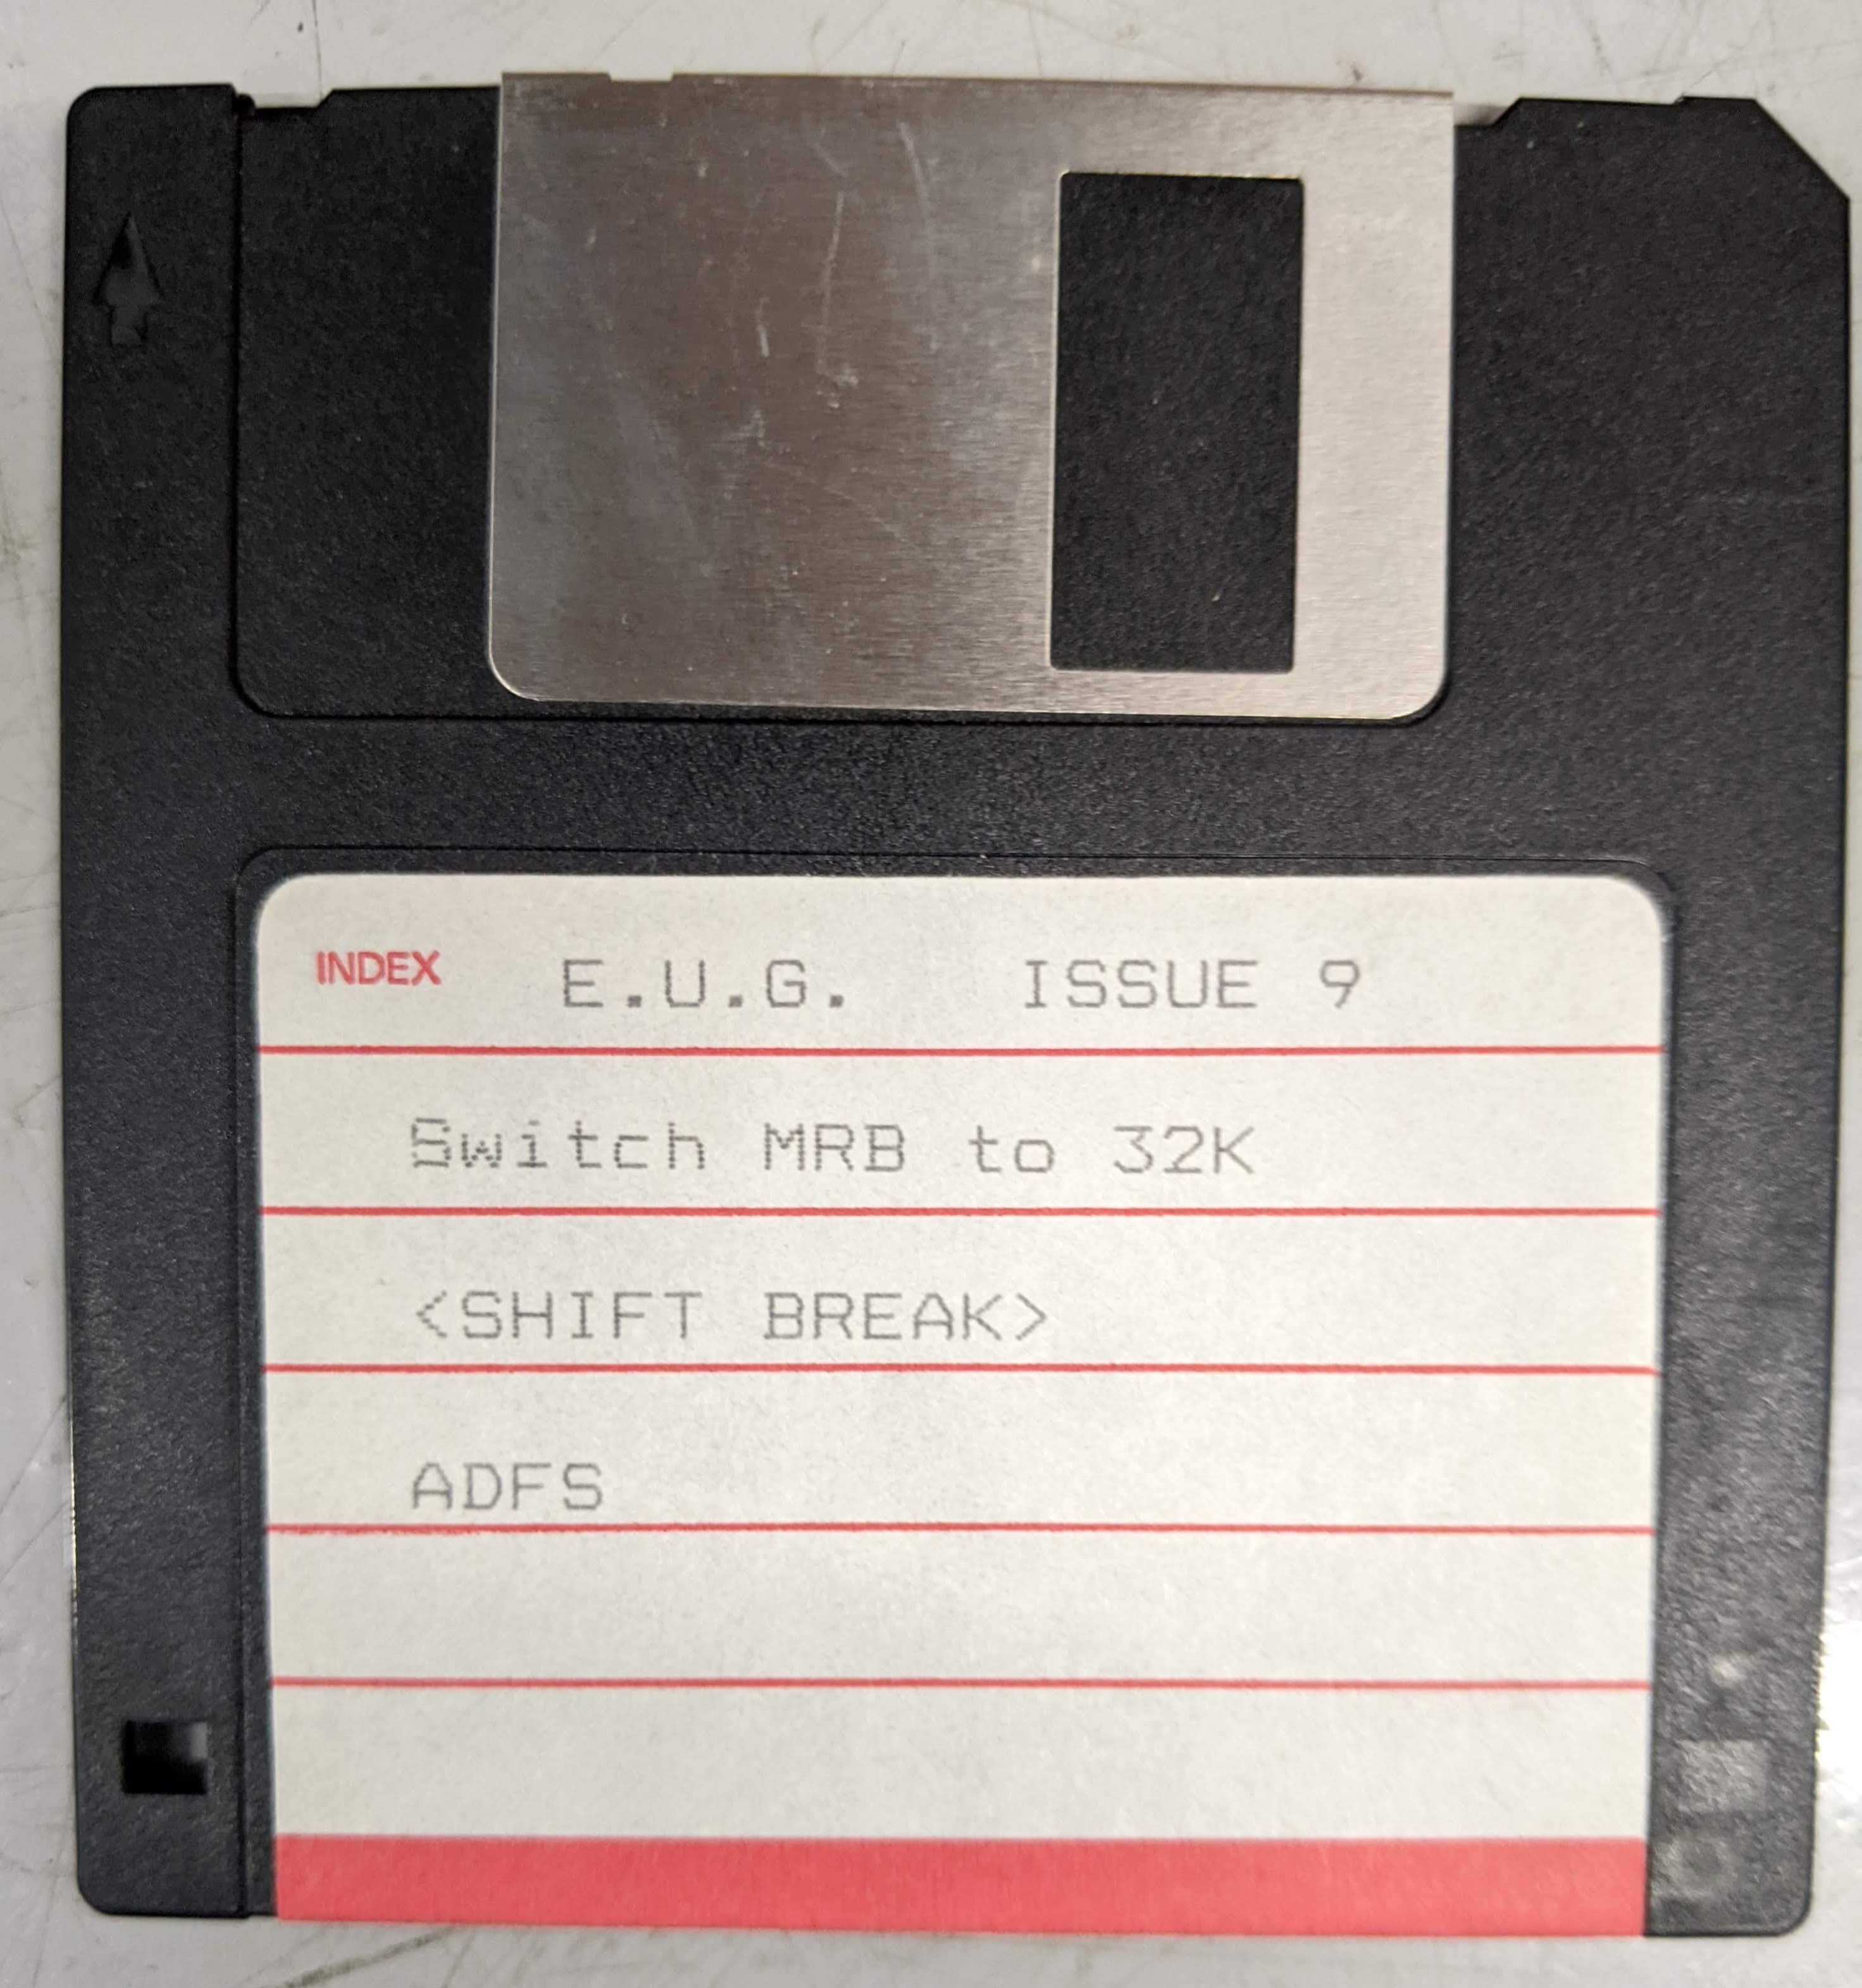 INDEX E.U.G. ISSUE 9
Switch MRB to 32K
<SHIFT BREAK>
ADFS